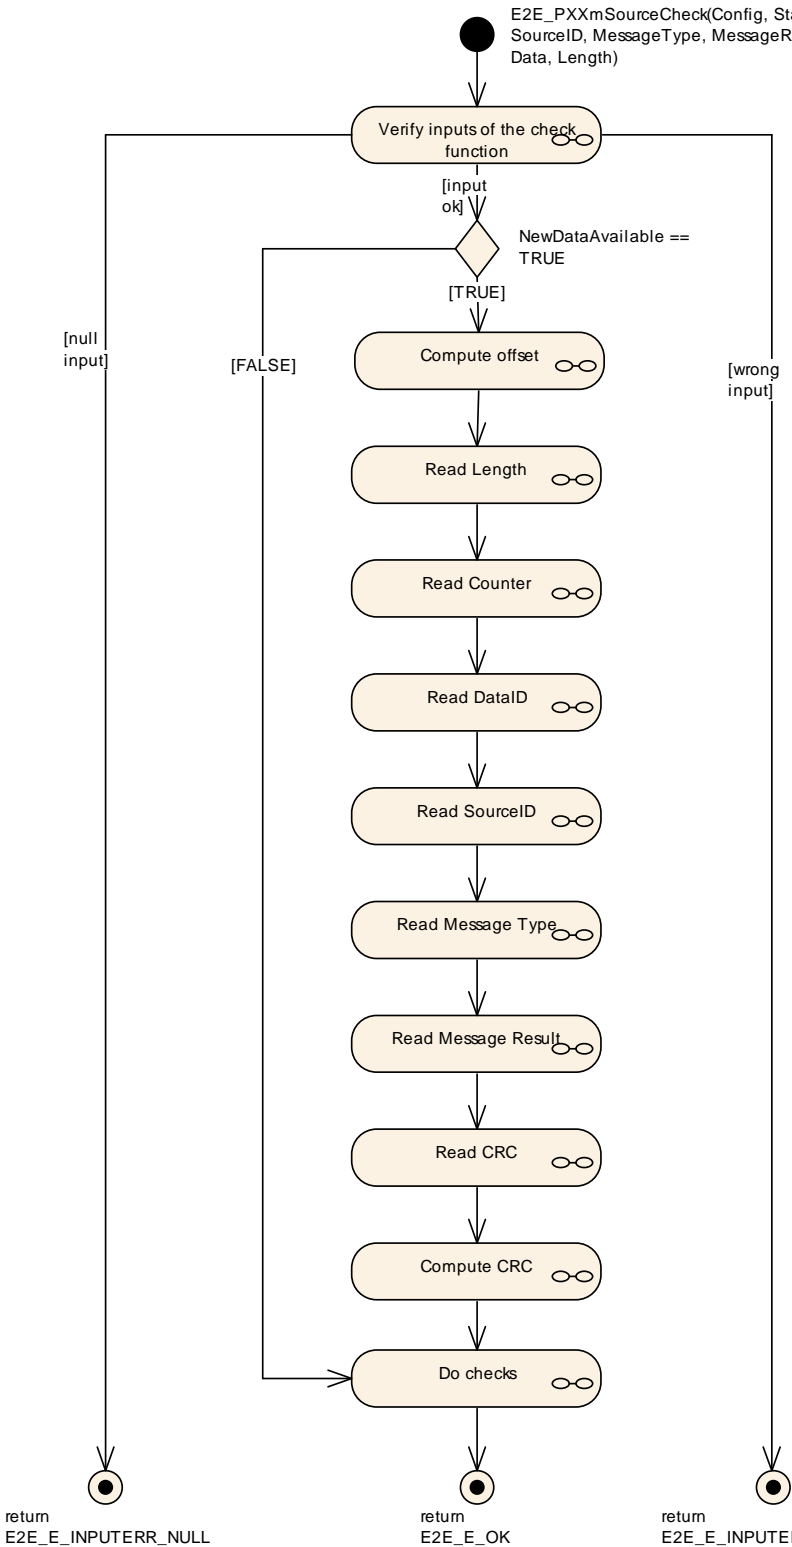 E2E_PXXmSourceCheck(Config, Sta
SourceID, MessageType, MessageR
Data, Length)
Verify inputs of the check
function
[input
ok]
NewDataAvailable ==
TRUE
[TRUE]
[null
input]
[FALSE]
[wrong
input]
Compute offset
Read Length
Read Counter
Read DataID
Read SourceID
Read Message Type
Read Message Result
Read CRC
Compute CRC
Do checks
return
E2E_E_INPUTERR_NULL
return
E2E_E_OK
return
E2E_E_INPUTE